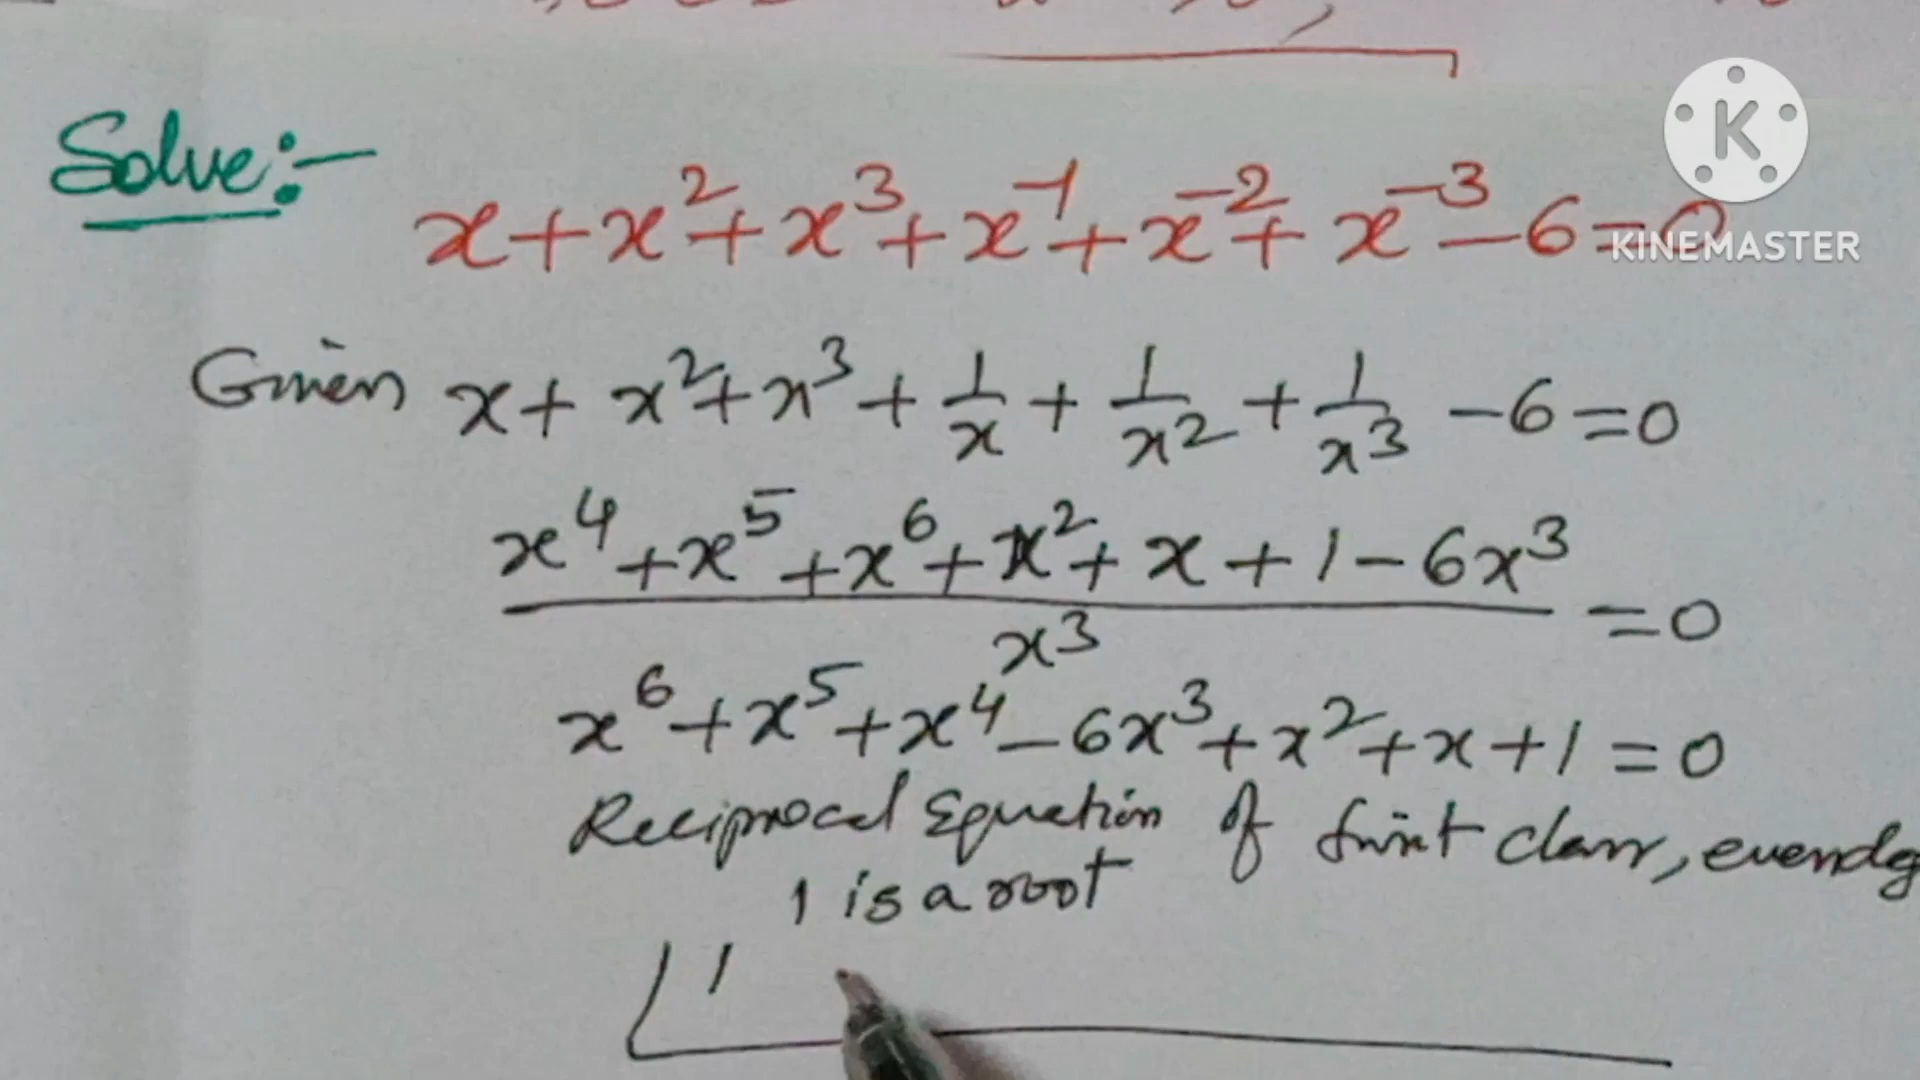 Solve:-
x + x² + x³ + x⁻¹ + x⁻² + x⁻³ - 6 = 0
K
KINEMASTER
Given x + x² + x³ + 1/x + 1/x² + 1/x³ - 6 = 0
(x⁴ + x⁵ + x⁶ + x² + x + 1 - 6x³)/x³ = 0
x⁶ + x⁵ + x⁴ - 6x³ + x² + x + 1 = 0
Reciprocal Equation of first class, evendeg
1 is a root
1